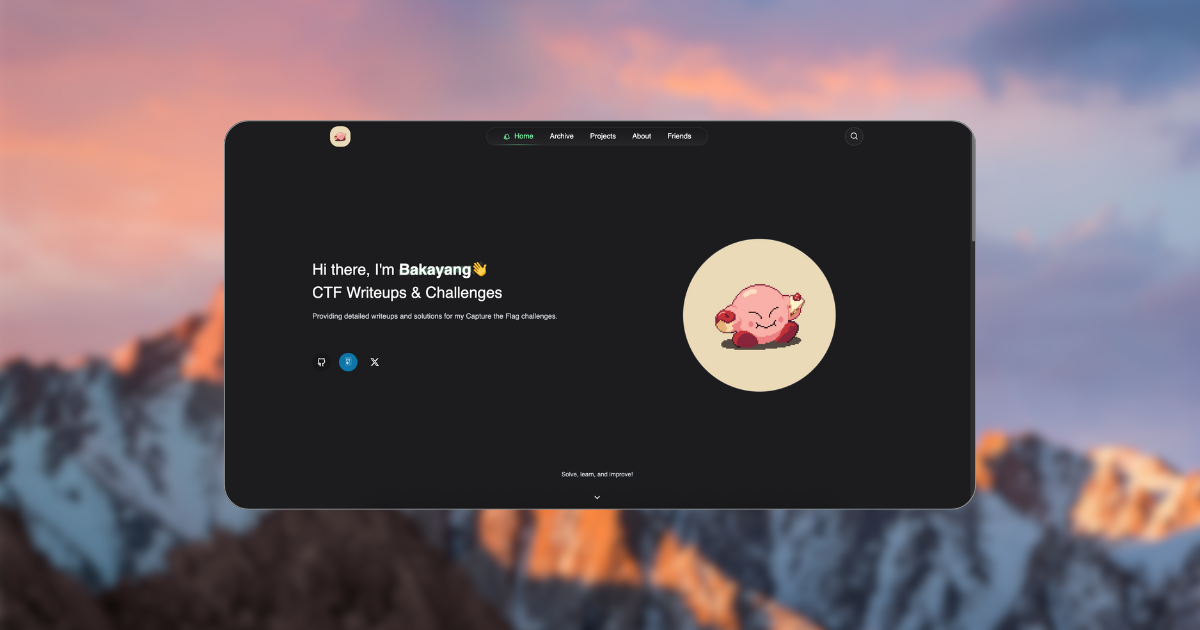 Home Archive Projects About Friends
Hi there, I'm Bakayang👋
CTF Writeups & Challenges
Providing detailed writeups and solutions for my Capture the Flag challenges.
Solve, learn, and improve!